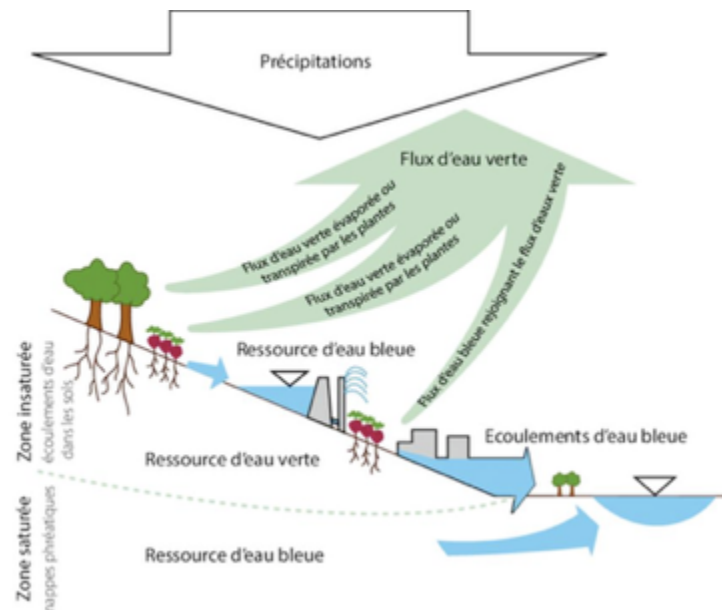 Précipitations
Flux d'eau verte
Flux d'eau verte évaporée ou
transpirée par les plantes
Flux d'eau verte évaporée ou
transpirée par les plantes
Flux d'eau bleue rejoignant le flux d'eaux verte
Ressource d'eau bleue
Ecoulements d'eau bleue
Zone insaturée
écoulements d'eau
dans les sols
Ressource d'eau verte
Zone saturée
nappes phréatiques
Ressource d'eau bleue